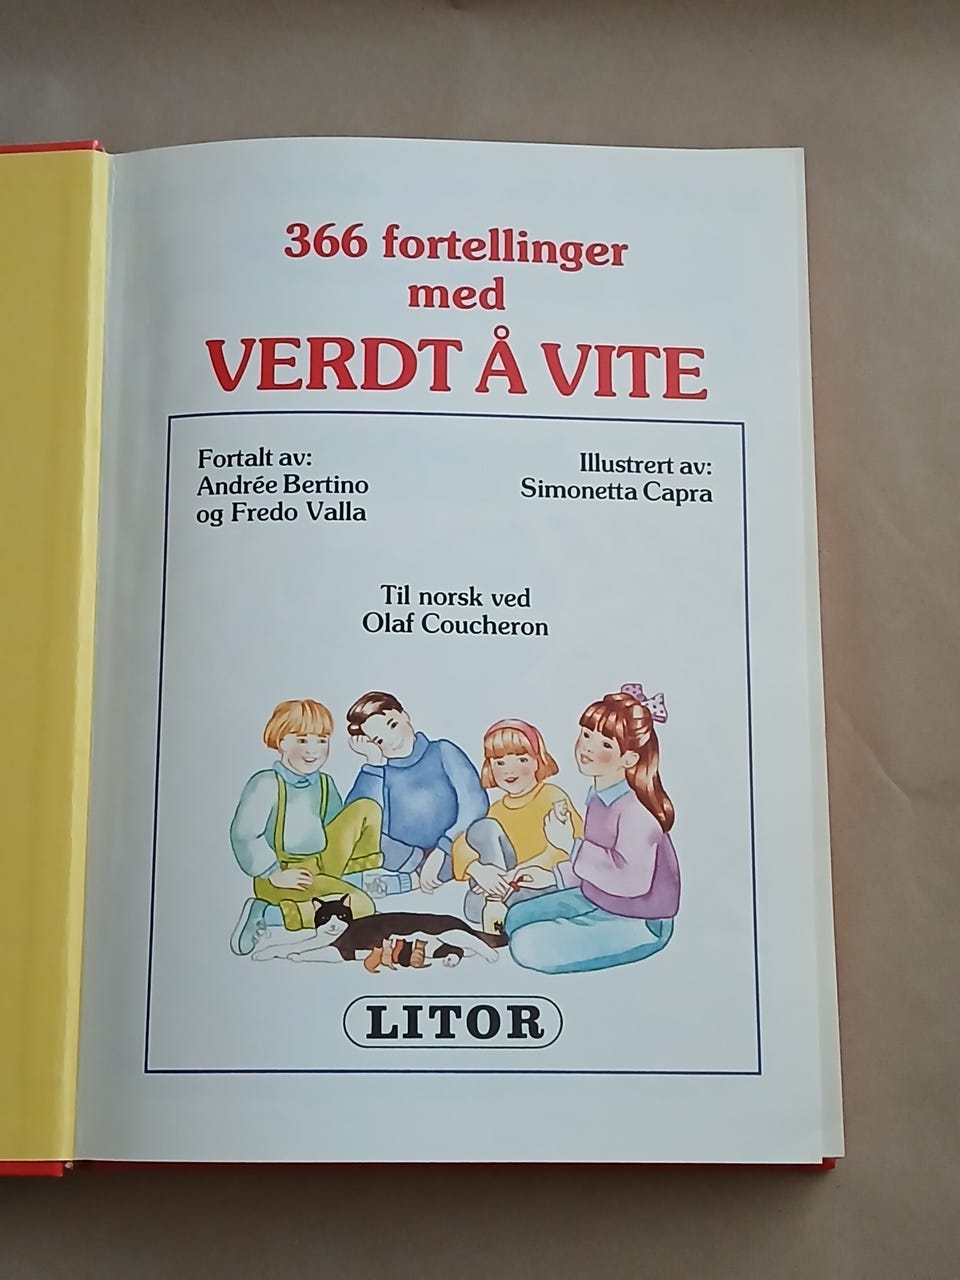 366 fortellinger
med
VERDT Å VITE
Fortalt av:
Andrée Bertino
og Fredo Valla
Illustrert av:
Simonetta Capra
Til norsk ved
Olaf Coucheron
LITOR